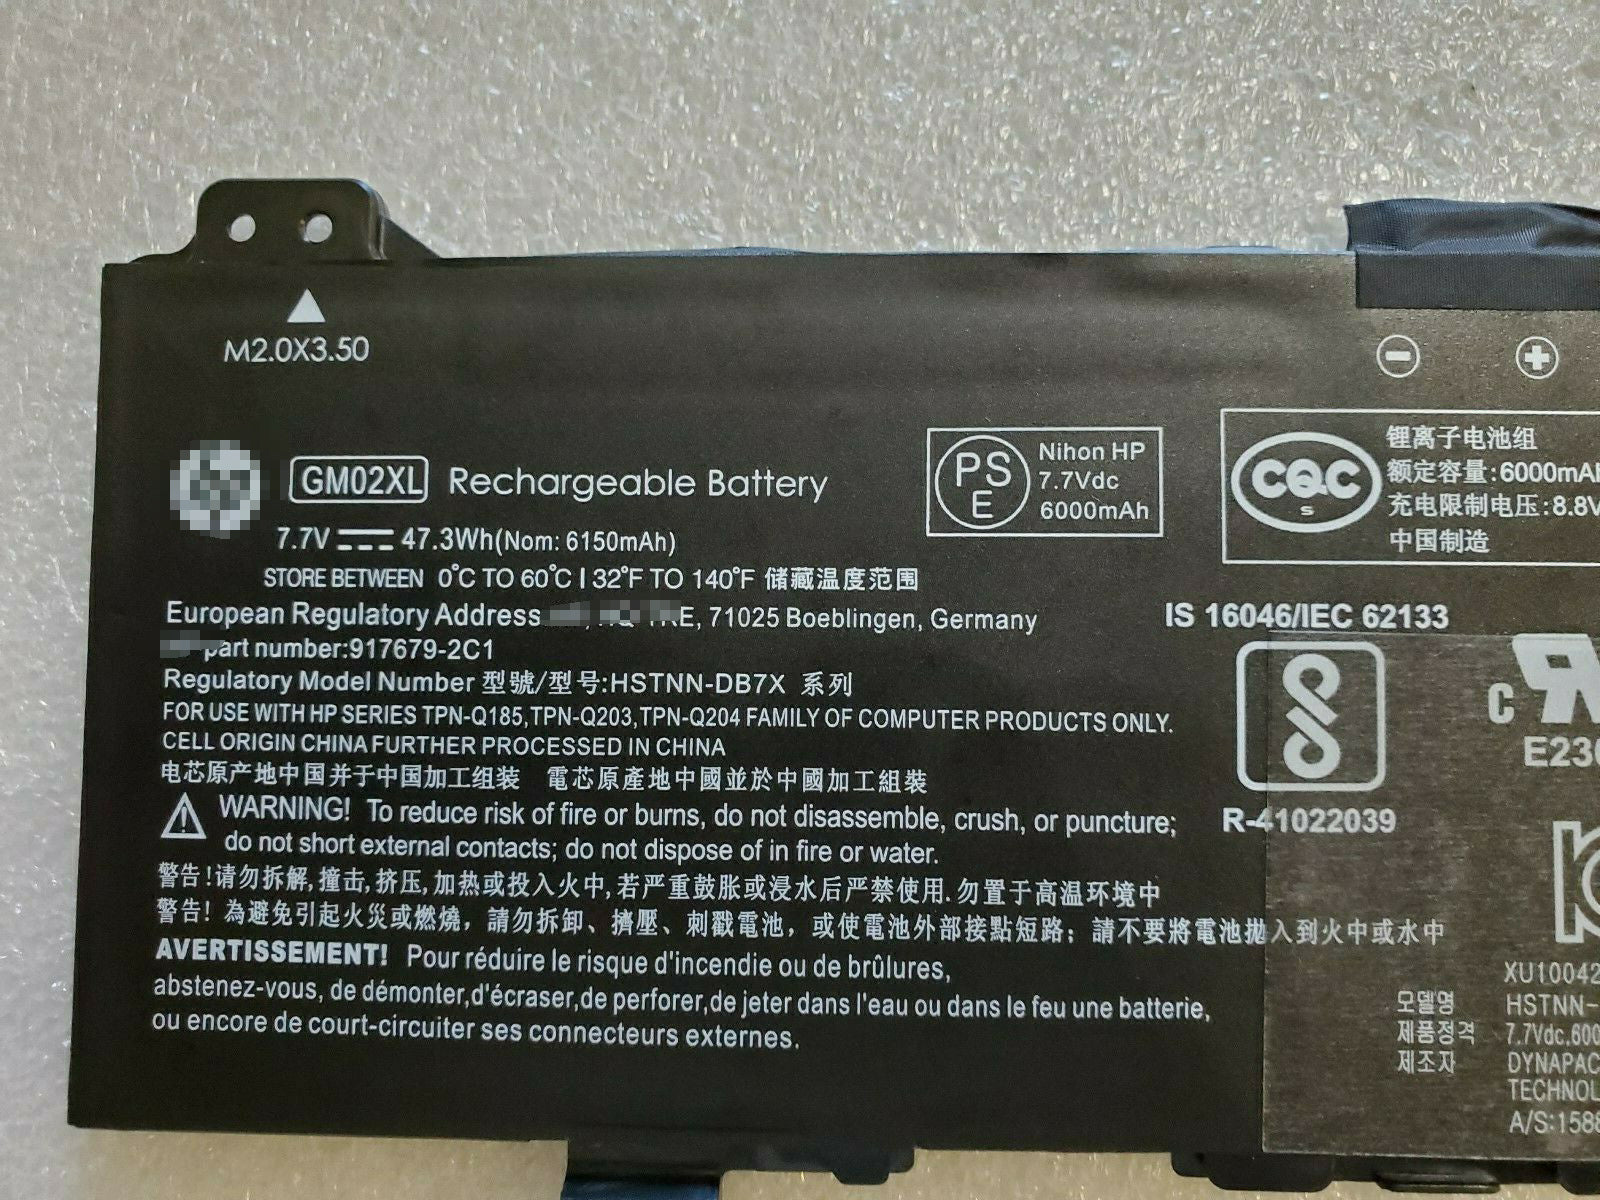 M2.0X3.50
GM02XL Rechargeable Battery
7.7V 47.3Wh(Nom: 6150mAh)
STORE BETWEEN 0°C TO 60°C | 32°F TO 140°F 储藏温度范围
European Regulatory Address E, 71025 Boeblingen, Germany
part number:917679-2C1
Regulatory Model Number 型號/型号:HSTNN-DB7X 系列
FOR USE WITH HP SERIES TPN-Q185,TPN-Q203,TPN-Q204 FAMILY OF COMPUTER PRODUCTS ONLY.
CELL ORIGIN CHINA FURTHER PROCESSED IN CHINA
电芯原产地中国并于中国加工组装 電芯原產地中國並於中國加工組裝
WARNING! To reduce risk of fire or burns, do not disassemble, crush, or puncture;
do not short external contacts; do not dispose of in fire or water.
警告!请勿拆解,撞击,挤压,加热或投入火中,若严重鼓胀或浸水后严禁使用.勿置于高温环境中
警告! 為避免引起火災或燃燒，請勿拆卸、擠壓、刺戳電池，或使電池外部接點短路；請不要將電池拋入到火中或水中
AVERTISSEMENT! Pour réduire le risque d'incendie ou de brûlures,
abstenez-vous, de démonter,d'écraser,de perforer,de jeter dans l'eau ou dans le feu une batterie,
ou encore de court-circuiter ses connecteurs externes.
PS
E
Nihon HP
7.7Vdc
6000mAh
CQC
S
锂离子电池组
额定容量:6000mAh
充电限制电压:8.8V
中国制造
IS 16046/IEC 62133
R-41022039
C
E230
XU10042
모델명 HSTNN-
제품정격 7.7Vdc,600
제조자 DYNAPAC
TECHNOL
A/S:1588